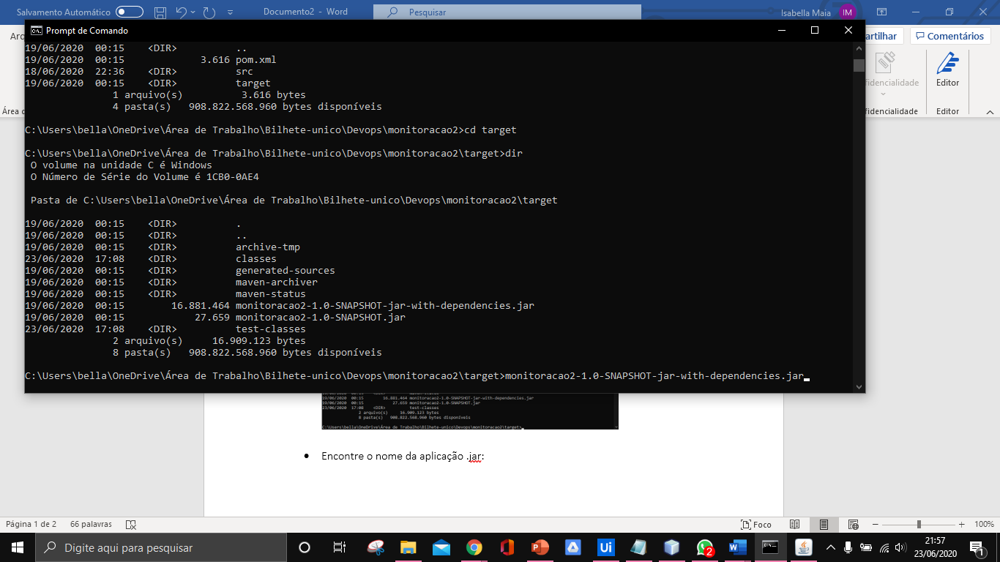 Salvamento Automático
Documento2 - Word
Pesquisar
Isabella Maia
IM
Prompt de Comando
Comentários
19/06/2020  00:15    <DIR>          ..
19/06/2020  00:15             3.616 pom.xml
18/06/2020  22:36    <DIR>          src
19/06/2020  00:15    <DIR>          target
               1 arquivo(s)          3.616 bytes
               4 pasta(s)   908.822.568.960 bytes disponíveis
C:\Users\bella\OneDrive\Área de Trabalho\Bilhete-unico\Devops\monitoracao2>cd target
C:\Users\bella\OneDrive\Área de Trabalho\Bilhete-unico\Devops\monitoracao2\target>dir
 O volume na unidade C é Windows
 O Número de Série do Volume é 1CB0-0AE4
 Pasta de C:\Users\bella\OneDrive\Área de Trabalho\Bilhete-unico\Devops\monitoracao2\target
19/06/2020  00:15    <DIR>          .
19/06/2020  00:15    <DIR>          ..
19/06/2020  00:15    <DIR>          archive-tmp
23/06/2020  17:08    <DIR>          classes
19/06/2020  00:15    <DIR>          generated-sources
19/06/2020  00:15    <DIR>          maven-archiver
19/06/2020  00:15    <DIR>          maven-status
19/06/2020  00:15        16.881.464 monitoracao2-1.0-SNAPSHOT-jar-with-dependencies.jar
19/06/2020  00:15            27.659 monitoracao2-1.0-SNAPSHOT.jar
23/06/2020  17:08    <DIR>          test-classes
               2 arquivo(s)     16.909.123 bytes
               8 pasta(s)   908.822.568.960 bytes disponíveis
C:\Users\bella\OneDrive\Área de Trabalho\Bilhete-unico\Devops\monitoracao2\target>monitoracao2-1.0-SNAPSHOT-jar-with-dependencies.jar
Editor
Editor
19/06/2020  00:15        16.881.464 monitoracao2-1.0-SNAPSHOT-jar-with-dependencies.jar
19/06/2020  00:15            27.659 monitoracao2-1.0-SNAPSHOT.jar
23/06/2020  17:08    <DIR>          test-classes
               2 arquivo(s)     16.909.123 bytes
               8 pasta(s)   908.822.568.960 bytes disponíveis
C:\Users\bella\OneDrive\Área de Trabalho\Bilhete-unico\Devops\monitoracao2\target>
• Encontre o nome da aplicação .jar:
Página 1 de 2
66 palavras
Foco
100%
Digite aqui para pesquisar
Ui
2
21:57
23/06/2020
1